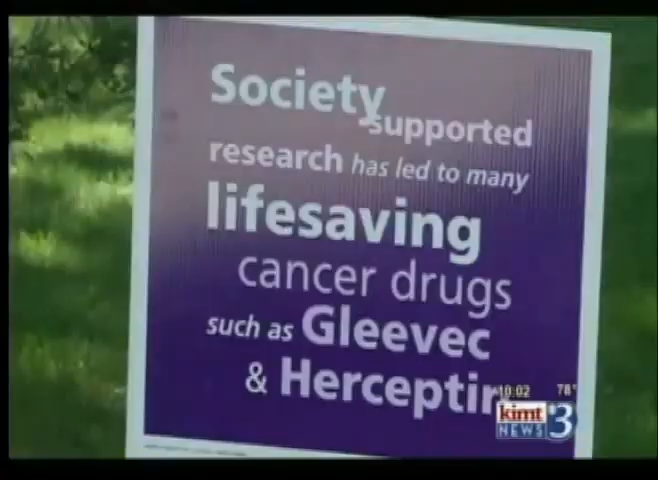 Society
supported
research has led to many
lifesaving
cancer drugs
such as Gleevec
& Herceptin
10:02 78°
kimt
NEWS 3